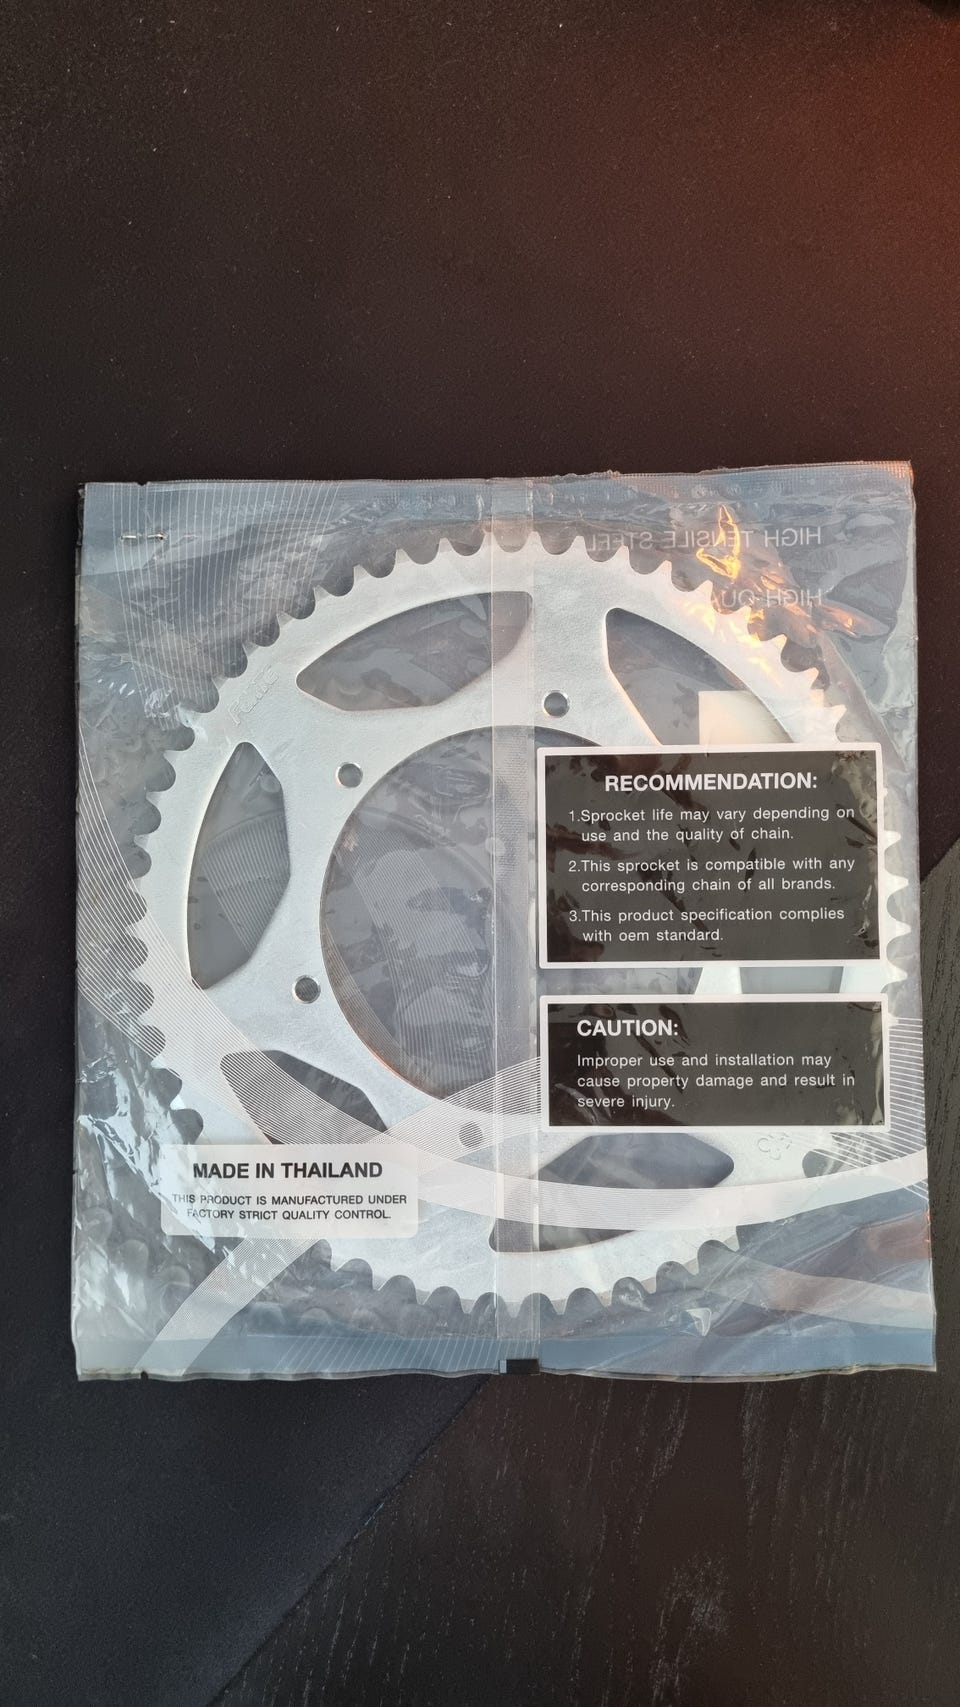 HIGH TENSILE STEEL
HIGH QUA
RECOMMENDATION:
1.Sprocket life may vary depending on
use and the quality of chain.
2.This sprocket is compatible with any
corresponding chain of all brands.
3.This product specification complies
with oem standard.
CAUTION:
Improper use and installation may
cause property damage and result in
severe injury.
MADE IN THAILAND
THIS PRODUCT IS MANUFACTURED UNDER
FACTORY STRICT QUALITY CONTROL.